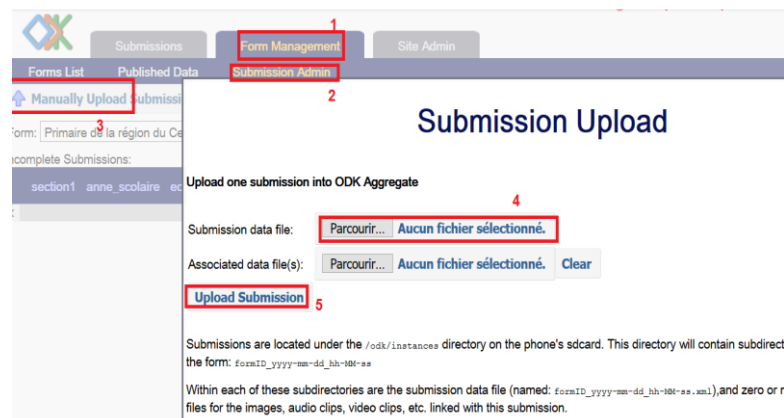 1
Submissions Form Management Site Admin
Forms List Published Data Submission Admin
2
Manually Upload Submissi
3
Form: Primaire de la région du Ce
Incomplete Submissions:
section1 anne_scolaire ec
Submission Upload
Upload one submission into ODK Aggregate
4
Submission data file: Parcourir... Aucun fichier sélectionné.
Associated data file(s): Parcourir... Aucun fichier sélectionné. Clear
Upload Submission 5
Submissions are located under the /odk/instances directory on the phone's sdcard. This directory will contain subdirect
the form: formID_yyyy-mm-dd_hh-MM-ss
Within each of these subdirectories are the submission data file (named: formID_yyyy-mm-dd_hh-MM-ss.xml),and zero or
files for the images, audio clips, video clips, etc. linked with this submission.